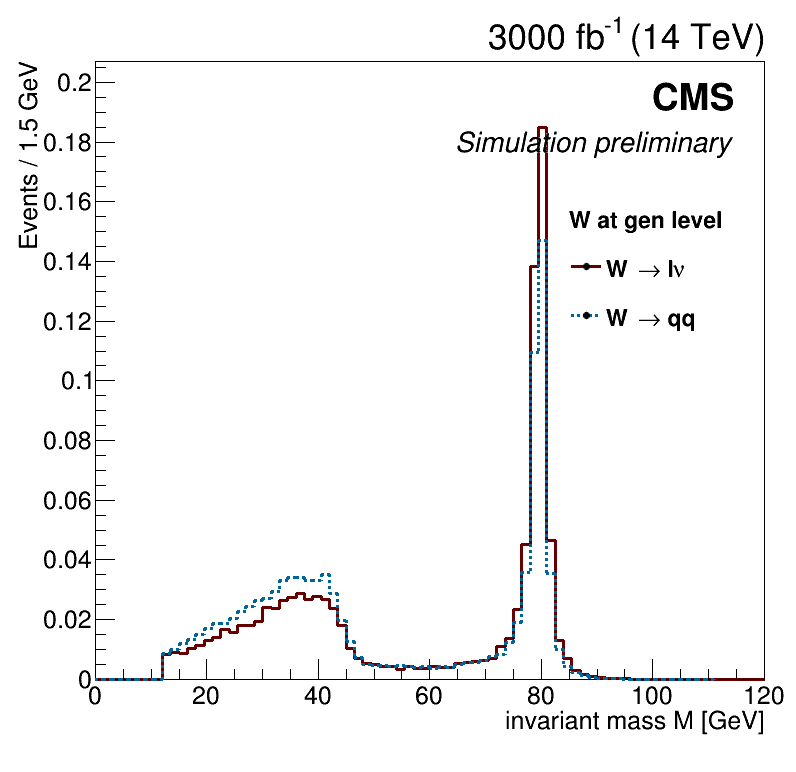 3000 fb-1 (14 TeV)
Events / 1.5 GeV
CMS
Simulation preliminary
W at gen level
W → lν
W → qq
0.2
0.18
0.16
0.14
0.12
0.1
0.08
0.06
0.04
0.02
0
0 20 40 60 80 100 120
invariant mass M [GeV]